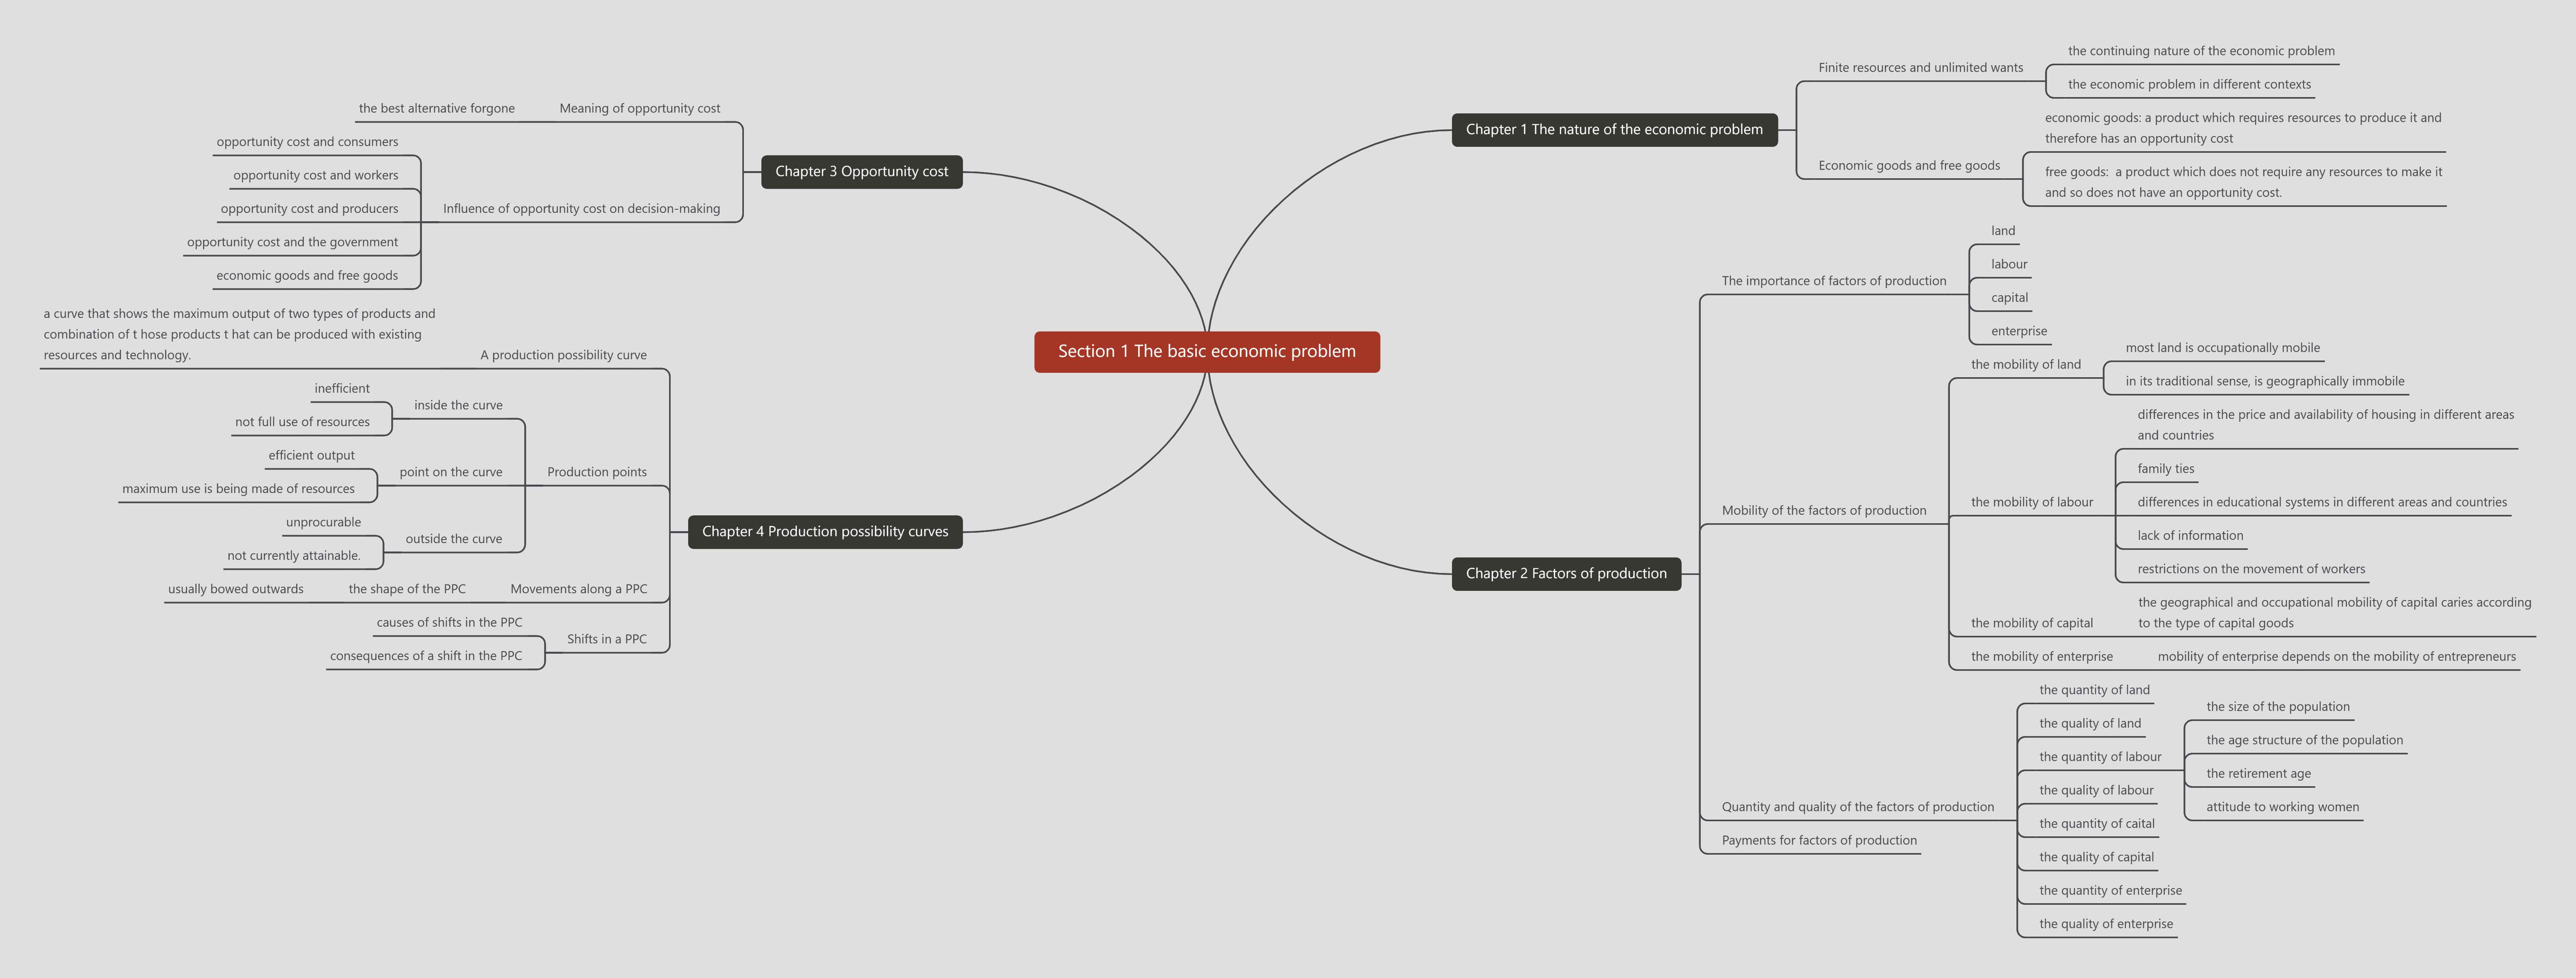 Section 1 The basic economic problem
Chapter 1 The nature of the economic problem
Finite resources and unlimited wants
the continuing nature of the economic problem
the economic problem in different contexts
Economic goods and free goods
economic goods: a product which requires resources to produce it and
therefore has an opportunity cost
free goods:  a product which does not require any resources to make it
and so does not have an opportunity cost.
Chapter 2 Factors of production
The importance of factors of production
land
labour
capital
enterprise
Mobility of the factors of production
the mobility of land
most land is occupationally mobile
in its traditional sense, is geographically immobile
the mobility of labour
differences in the price and availability of housing in different areas
and countries
family ties
differences in educational systems in different areas and countries
lack of information
restrictions on the movement of workers
the mobility of capital
the geographical and occupational mobility of capital caries according
to the type of capital goods
the mobility of enterprise
mobility of enterprise depends on the mobility of entrepreneurs
Quantity and quality of the factors of production
the quantity of land
the quality of land
the quantity of labour
the size of the population
the age structure of the population
the retirement age
attitude to working women
the quality of labour
the quantity of caital
the quality of capital
the quantity of enterprise
the quality of enterprise
Payments for factors of production
Chapter 3 Opportunity cost
Meaning of opportunity cost
the best alternative forgone
Influence of opportunity cost on decision-making
opportunity cost and consumers
opportunity cost and workers
opportunity cost and producers
opportunity cost and the government
economic goods and free goods
Chapter 4 Production possibility curves
A production possibility curve
a curve that shows the maximum output of two types of products and
combination of t hose products t hat can be produced with existing
resources and technology.
Production points
inside the curve
inefficient
not full use of resources
point on the curve
efficient output
maximum use is being made of resources
outside the curve
unprocurable
not currently attainable.
Movements along a PPC
the shape of the PPC
usually bowed outwards
Shifts in a PPC
causes of shifts in the PPC
consequences of a shift in the PPC